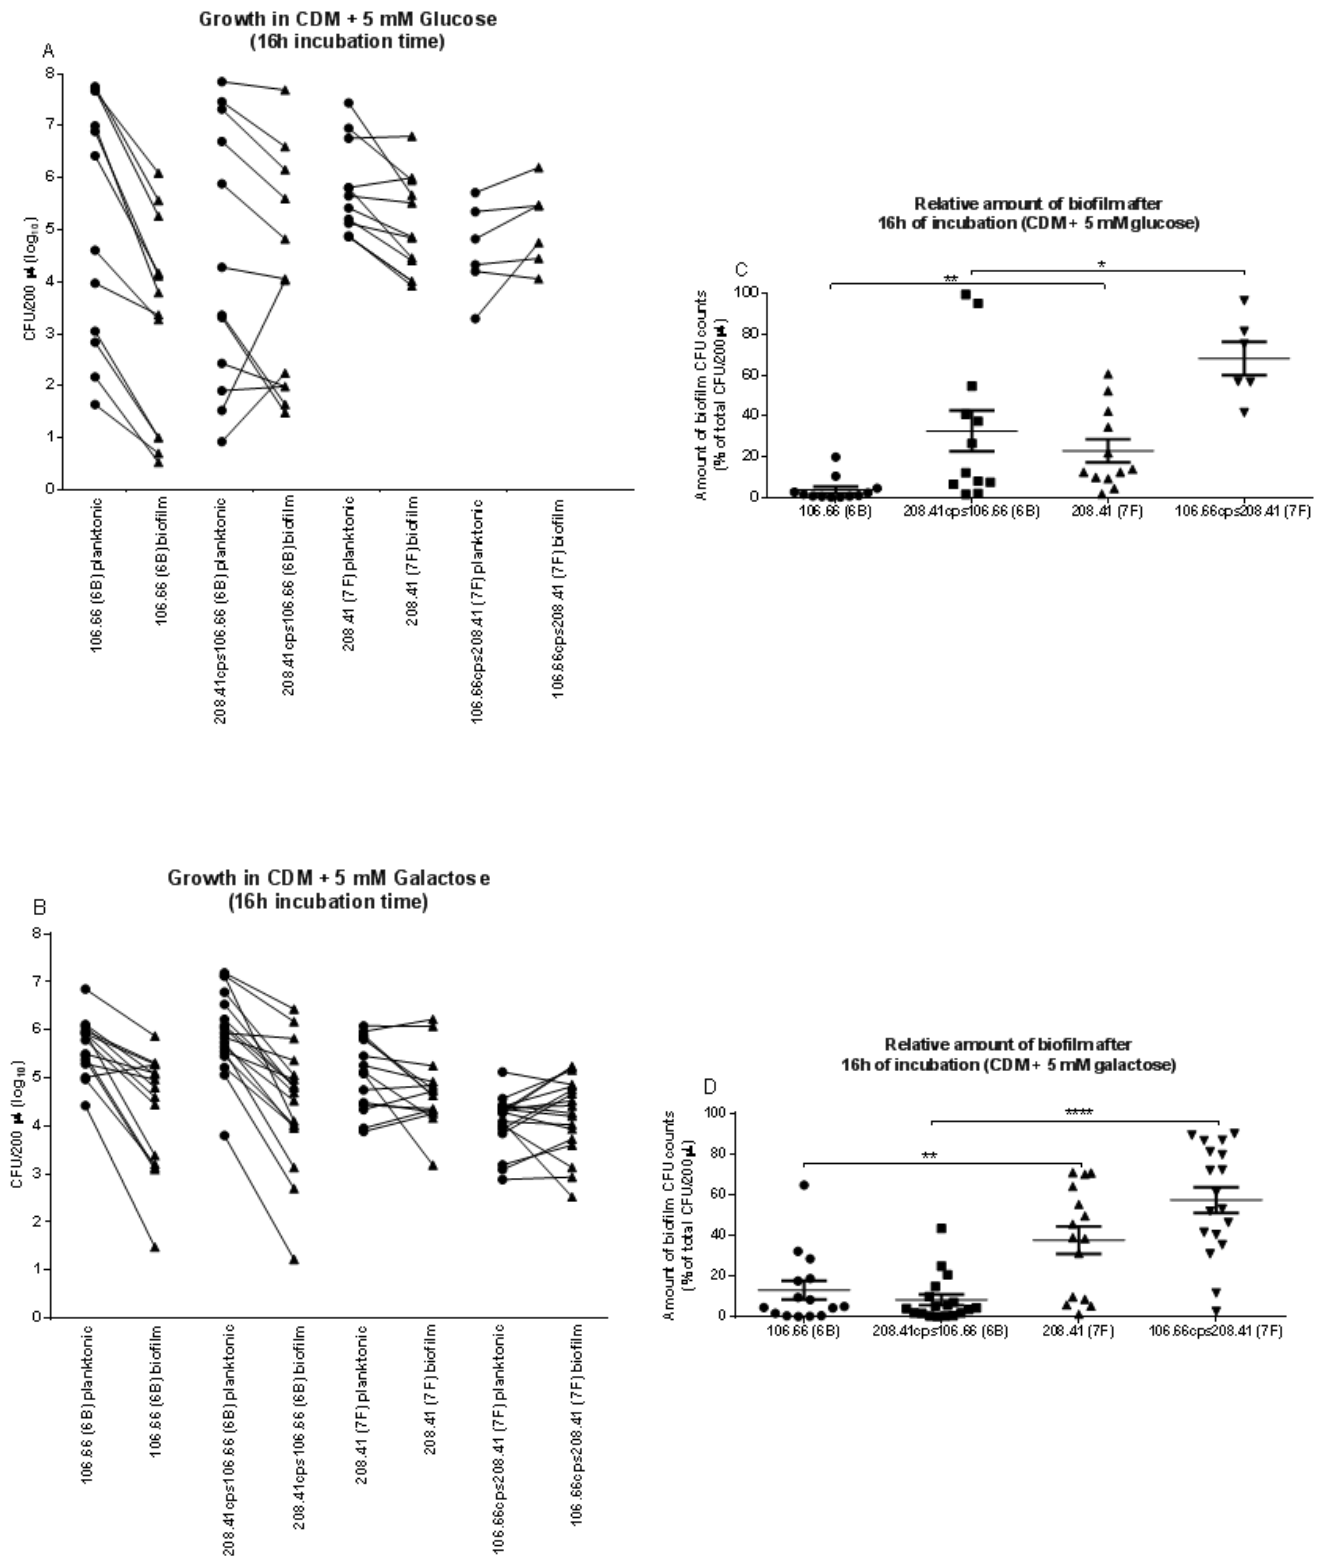 Growth in CDM + 5 mM Glucose
(16h incubation time)
A
8
7
6
5
4
3
2
1
0
CFU/200 µl (log10)
106.66 (6B) planktonic
106.66 (6B) biofilm
208.41cps106.66 (6B) planktonic
208.41cps106.66 (6B) biofilm
208.41 (7F) planktonic
208.41 (7F) biofilm
106.66cps208.41 (7F) planktonic
106.66cps208.41 (7F) biofilm
Relative amount of biofilm after
16h of incubation (CDM + 5 mM glucose)
C
*
**
100
80
60
40
20
0
Amount of biofilm CFU counts
(% of total CFU/200 µl)
106.66 (6B)
208.41cps106.66 (6B)
208.41 (7F)
106.66cps208.41 (7F)
Growth in CDM + 5 mM Galactose
(16h incubation time)
B
8
7
6
5
4
3
2
1
0
CFU/200 µl (log10)
106.66 (6B) planktonic
106.66 (6B) biofilm
208.41cps106.66 (6B) planktonic
208.41cps106.66 (6B) biofilm
208.41 (7F) planktonic
208.41 (7F) biofilm
106.66cps208.41 (7F) planktonic
106.66cps208.41 (7F) biofilm
Relative amount of biofilm after
16h of incubation (CDM + 5 mM galactose)
D
****
**
100
80
60
40
20
0
Amount of biofilm CFU counts
(% of total CFU/200 µl)
106.66 (6B)
208.41cps106.66 (6B)
208.41 (7F)
106.66cps208.41 (7F)